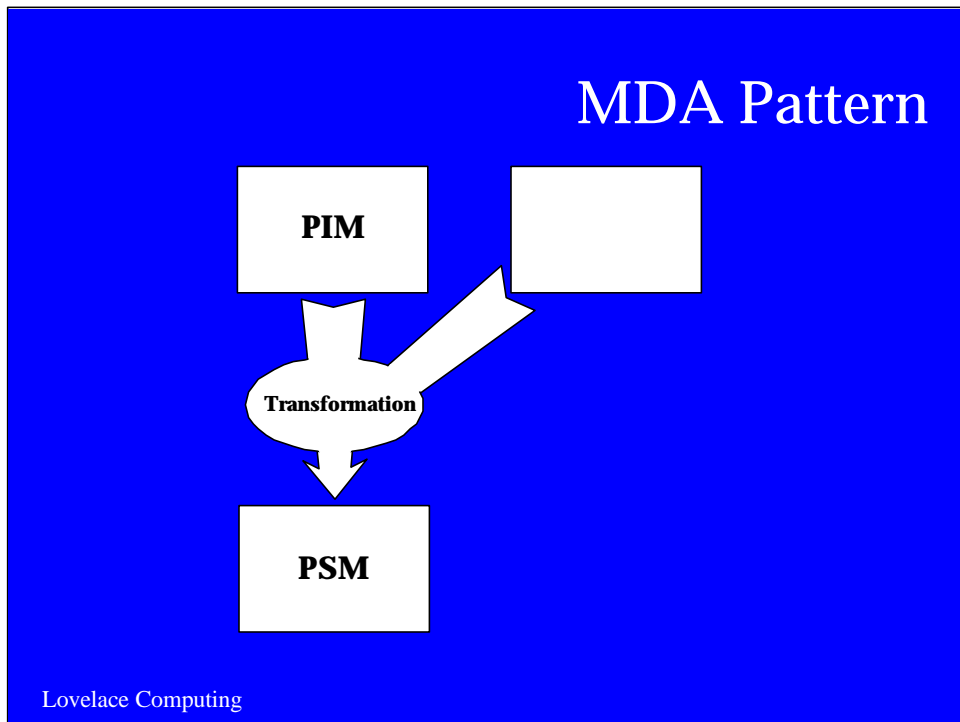 MDA Pattern
PIM
Transformation
PSM
Lovelace Computing